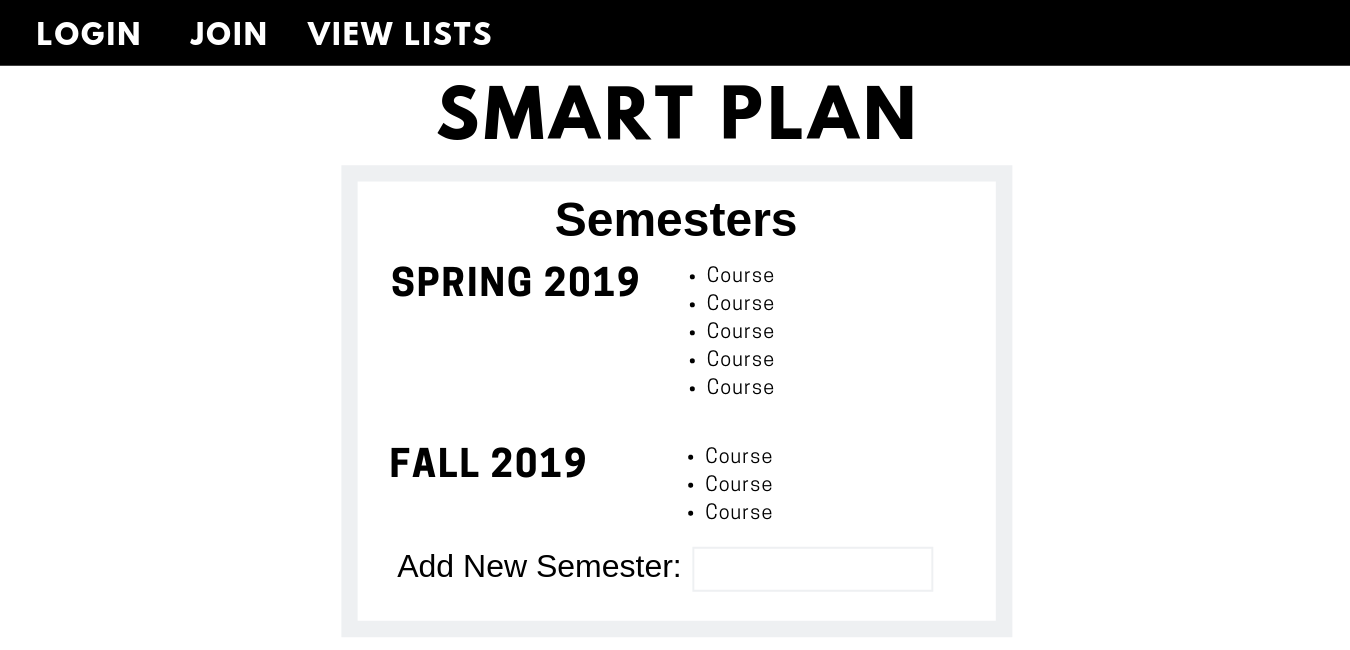 LOGIN JOIN VIEW LISTS
SMART PLAN
Semesters
SPRING 2019
• Course
• Course
• Course
• Course
• Course
FALL 2019
• Course
• Course
• Course
Add New Semester: